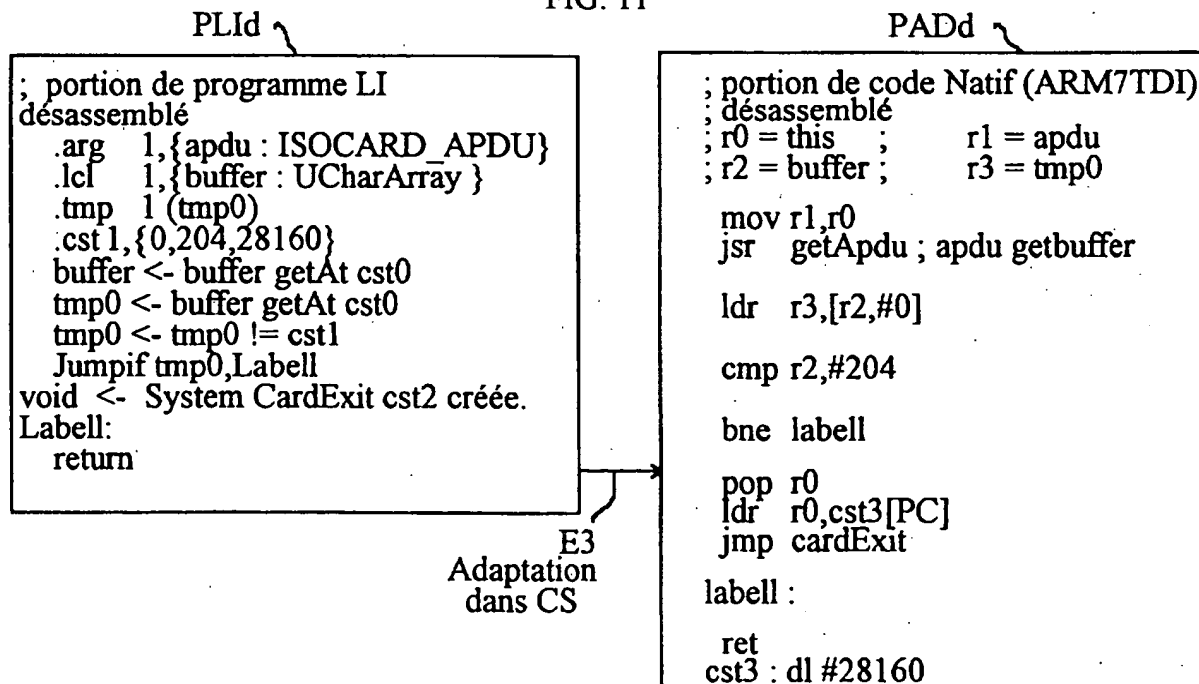 FIG. 11
PLId
; portion de programme LI
désassemblé
.arg 1,{apdu : ISOCARD_APDU}
.lcl 1,{buffer : UCharArray }
.tmp 1 (tmp0)
.cst 1,{0,204,28160}
buffer <- buffer getAt cst0
tmp0 <- buffer getAt cst0
tmp0 <- tmp0 != cst1
Jumpif tmp0,Labell
void <- System CardExit cst2 créée.
Labell:
return
E3
Adaptation
dans CS
PADd
; portion de code Natif (ARM7TDI)
; désassemblé
; r0 = this ; r1 = apdu
; r2 = buffer ; r3 = tmp0
mov r1,r0
jsr getApdu ; apdu getbuffer
ldr r3,[r2,#0]
cmp r2,#204
bne labell
pop r0
ldr r0,cst3[PC]
jmp cardExit
labell :
ret
cst3 : dl #28160